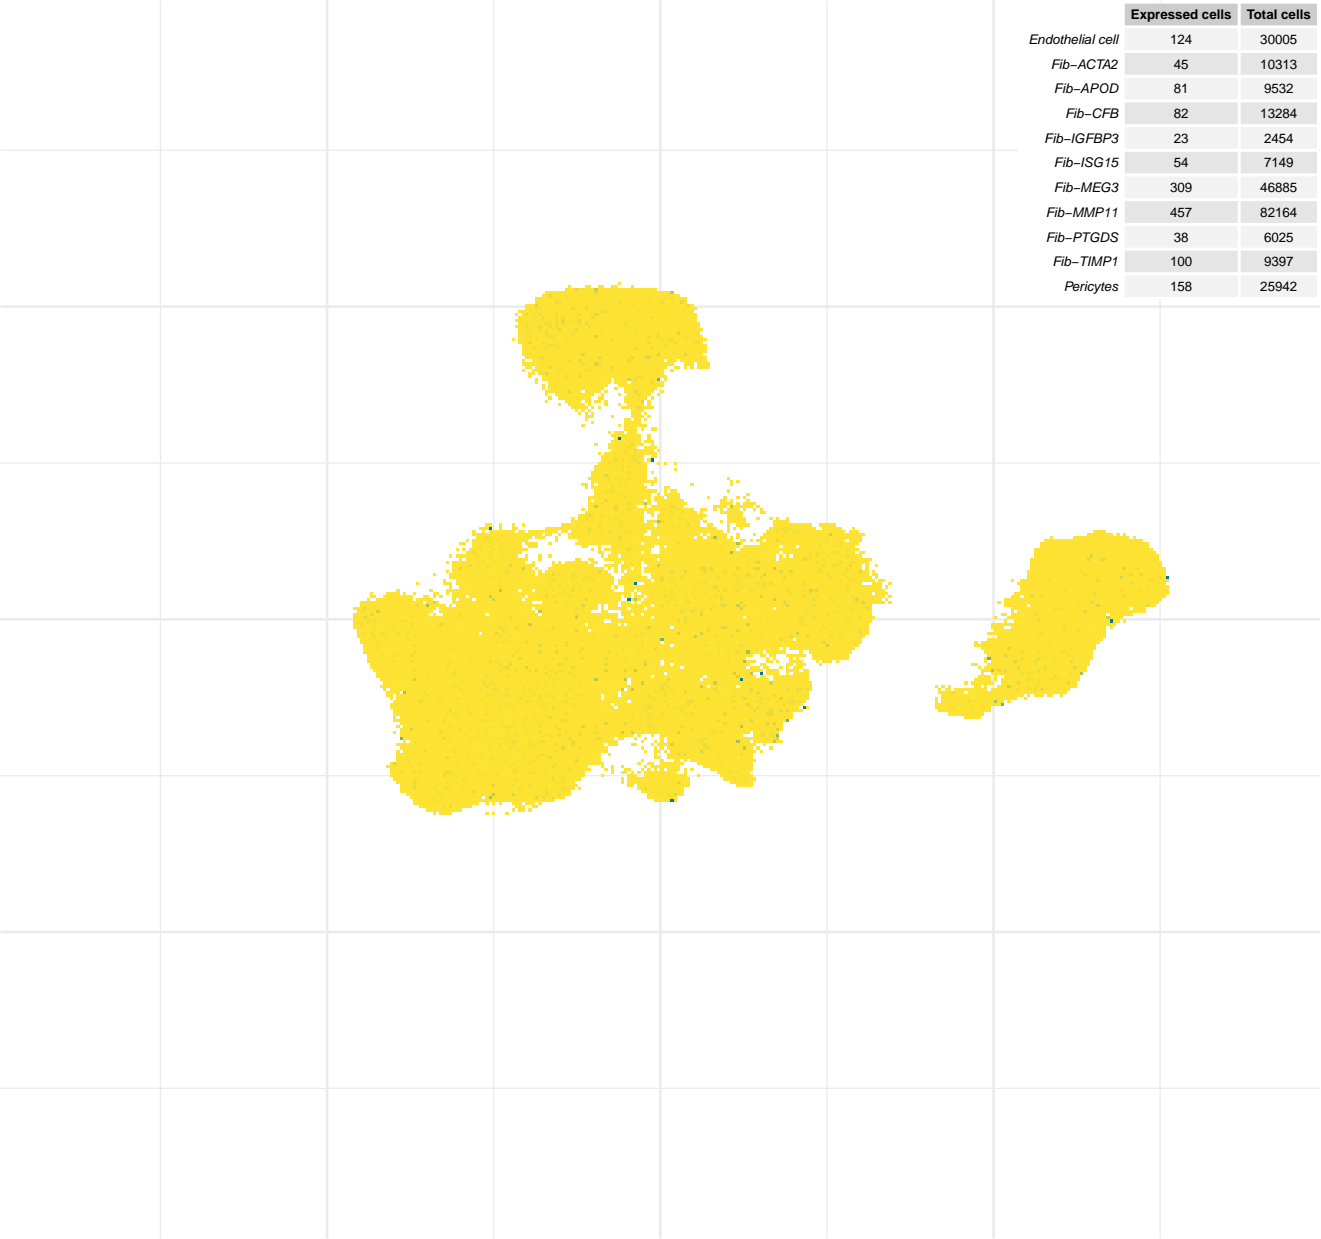 Expressed cells Total cells
Endothelial cell 124 30005
Fib−ACTA2 45 10313
Fib−APOD 81 9532
Fib−CFB 82 13284
Fib−IGFBP3 23 2454
Fib−ISG15 54 7149
Fib−MEG3 309 46885
Fib−MMP11 457 82164
Fib−PTGDS 38 6025
Fib−TIMP1 100 9397
Pericytes 158 25942